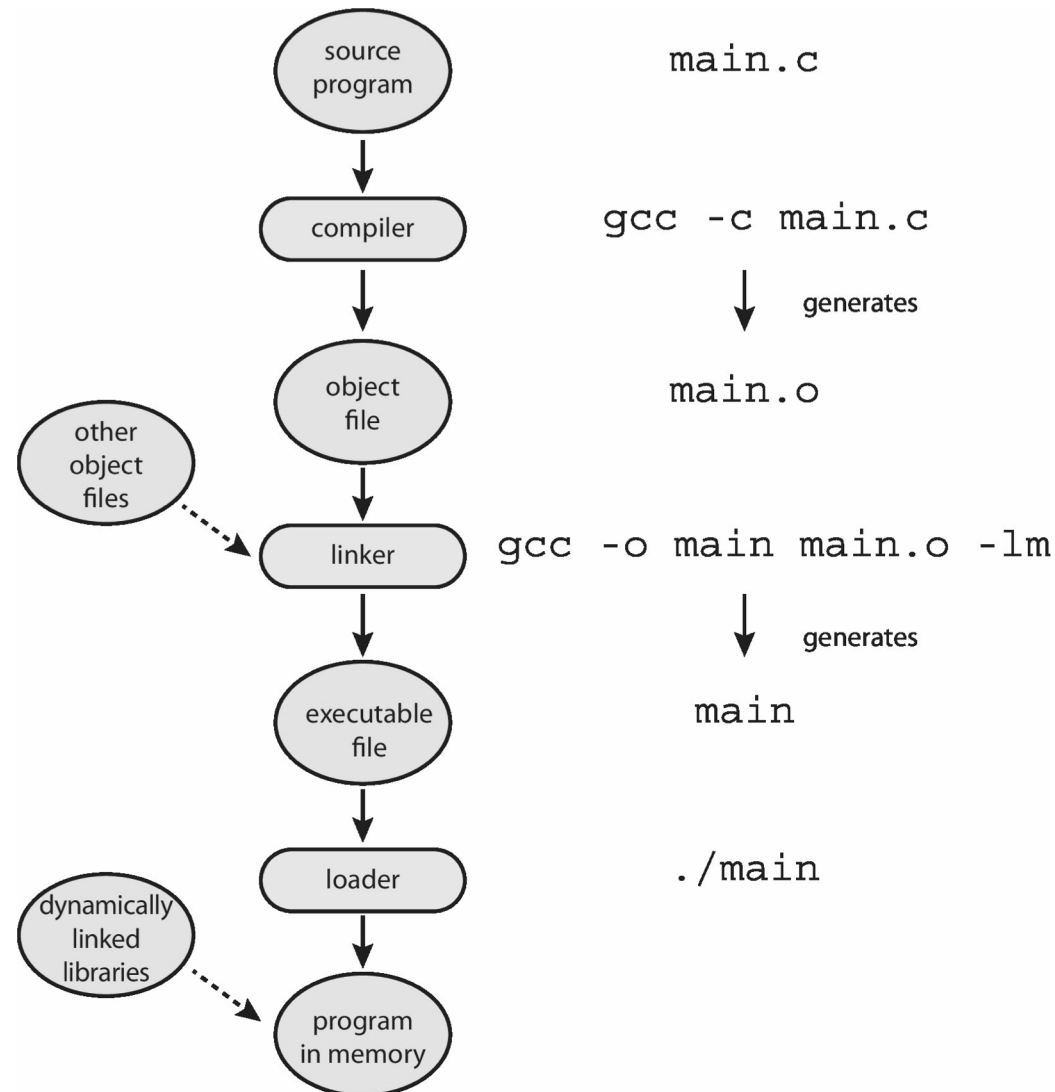 source
program
main.c
compiler
gcc -c main.c
generates
object
file
main.o
other
object
files
linker
gcc -o main main.o -lm
generates
executable
file
main
loader
./main
dynamically
linked
libraries
program
in memory